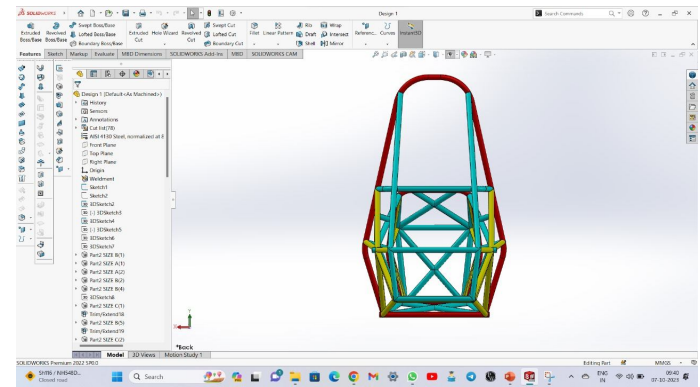 SOLIDWORKS
Design 1
Search Commands
Extruded Boss/Base
Revolved Boss/Base
Swept Boss/Base
Lofted Boss/Base
Boundary Boss/Base
Extruded Cut
Hole Wizard
Revolved Cut
Swept Cut
Lofted Cut
Boundary Cut
Fillet
Linear Pattern
Rib
Draft
Shell
Wrap
Intersect
Mirror
Referenc...
Curves
Instant3D
Features Sketch Markup Evaluate MBD Dimensions SOLIDWORKS Add-Ins MBD SOLIDWORKS CAM
Design 1 (Default<As Machined>)
History
Sensors
Annotations
Cut list(78)
AISI 4130 Steel, normalized at 8
Front Plane
Top Plane
Right Plane
Origin
Weldment
Sketch1
Sketch2
3DSketch2
(-) 3DSketch3
3DSketch4
(-) 3DSketch5
3DSketch6
3DSketch7
Part2 SIZE B(1)
Part2 SIZE A(1)
Part2 SIZE A(2)
Part2 SIZE B(2)
Part2 SIZE B(4)
3DSketch8
Part2 SIZE C(1)
Trim/Extend18
Part2 SIZE B(5)
Trim/Extend19
Part2 SIZE C(2)
Y
X
*Back
Model 3D Views Motion Study 1
SOLIDWORKS Premium 2022 SP0.0
Editing Part
MMGS
SH16 / NH548D...
Closed road
Search
ENG
IN
09:40
07-10-2023